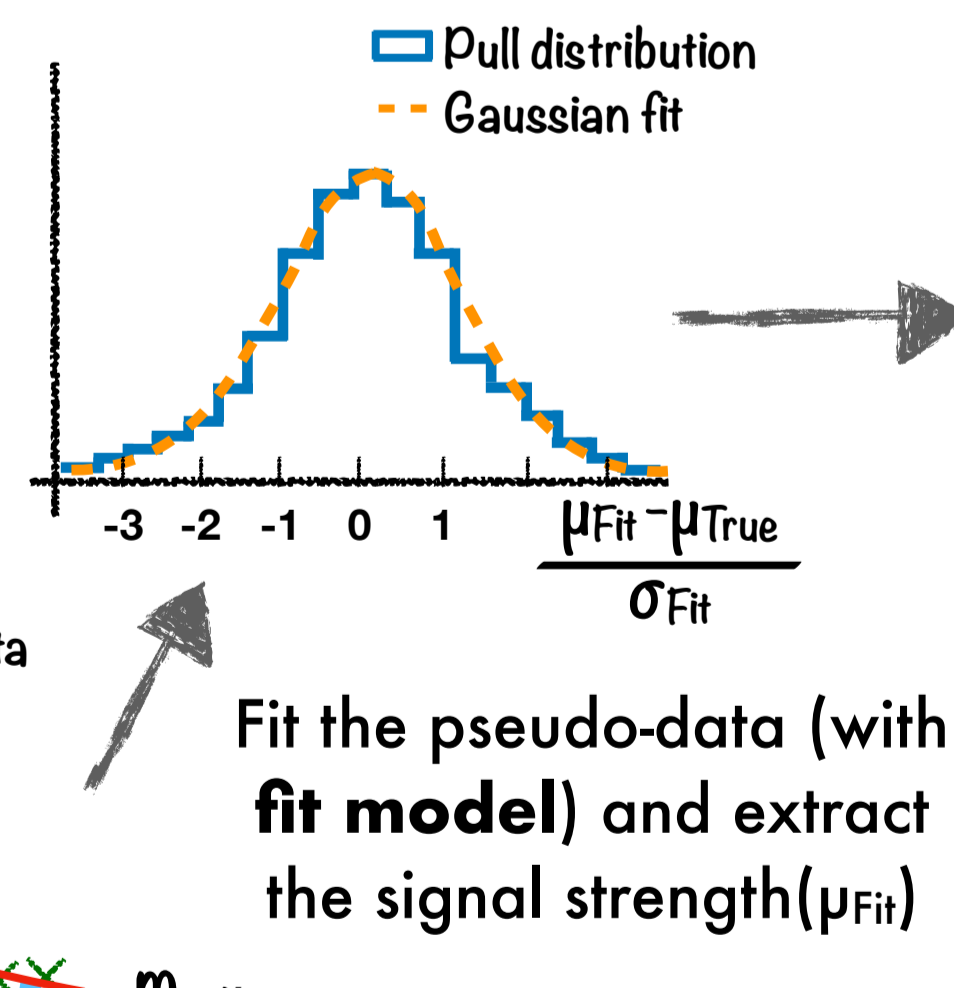 Pull distribution
Gaussian fit
-3 -2 -1 0 1
μFit-μTrue
σFit
Fit the pseudo-data (with
fit model) and extract
the signal strength(μFit)